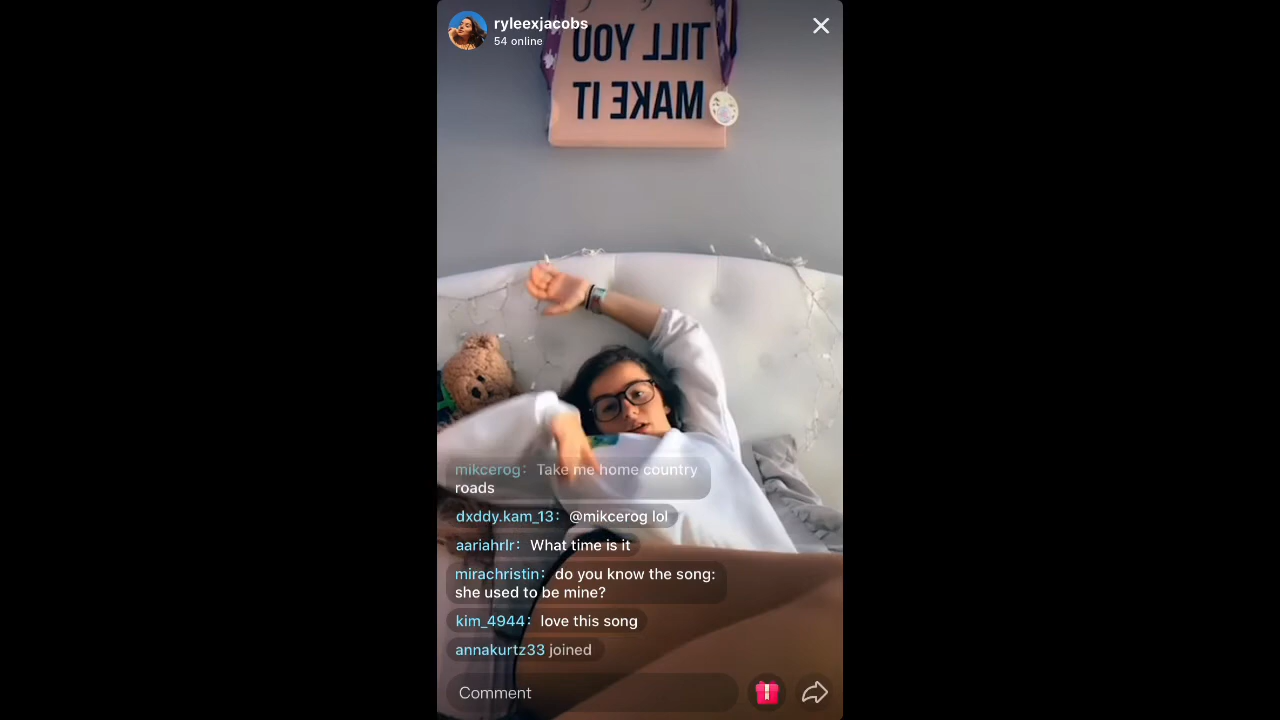 ryleexjacobs
54 online
TILL YOU
MAKE IT
mikcerog: Take me home country
roads
dxddy.kam_13: @mikcerog lol
aariahrlr: What time is it
mirachristin: do you know the song:
she used to be mine?
kim_4944: love this song
annakurtz33 joined
Comment